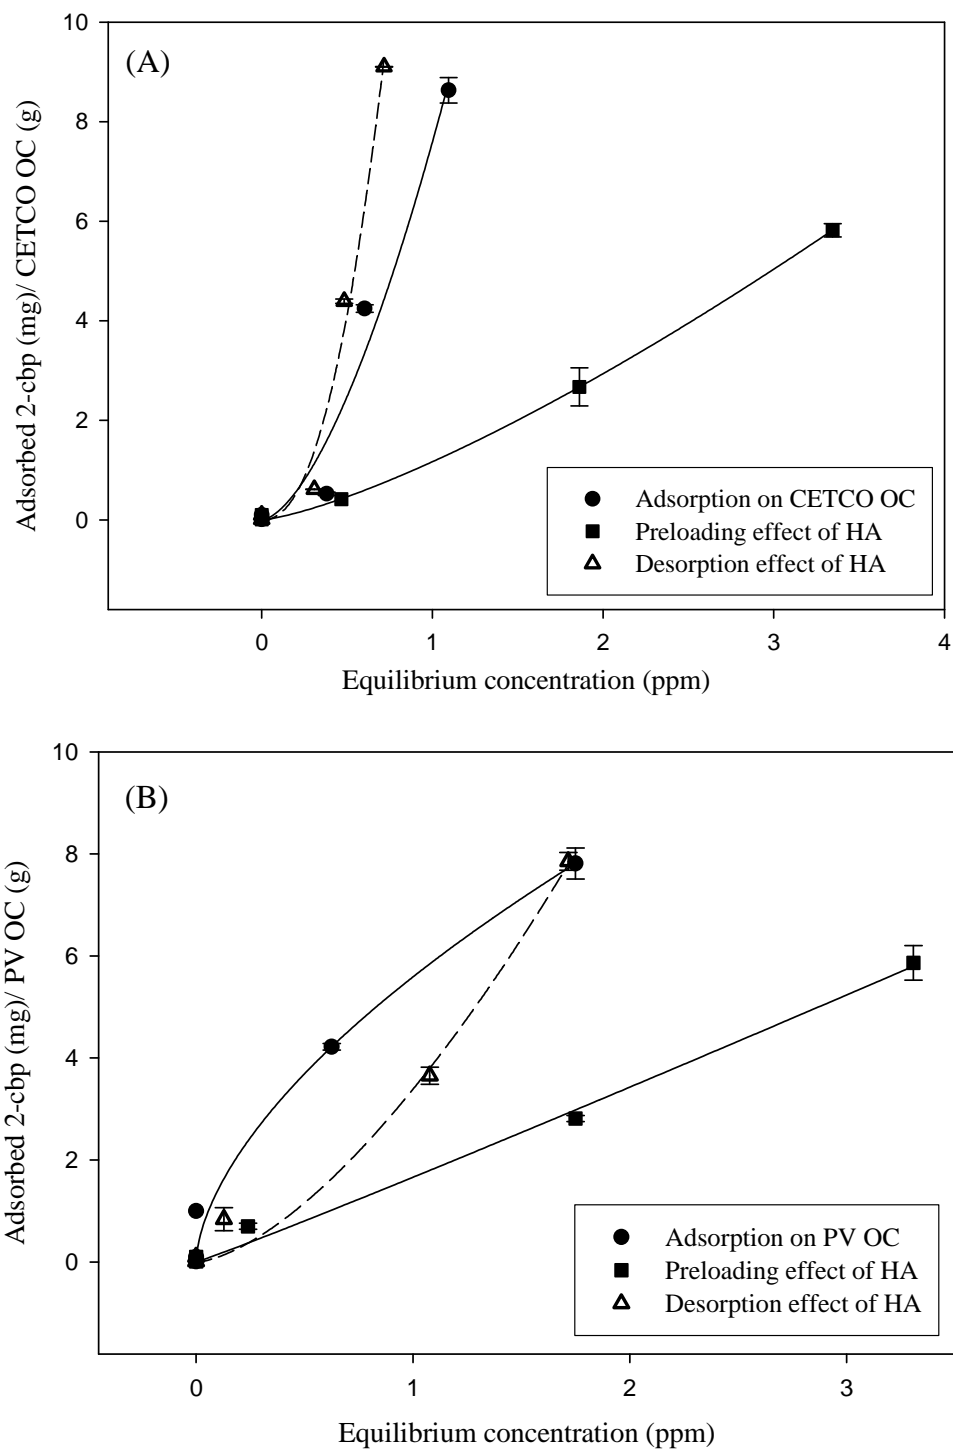 (A)
Adsorbed 2-cbp (mg)/ CETCO OC (g)
10
8
6
4
2
0
Adsorption on CETCO OC
Preloading effect of HA
Desorption effect of HA
0 1 2 3 4
Equilibrium concentration (ppm)
(B)
Adsorbed 2-cbp (mg)/ PV OC (g)
10
8
6
4
2
0
Adsorption on PV OC
Preloading effect of HA
Desorption effect of HA
0 1 2 3
Equilibrium concentration (ppm)